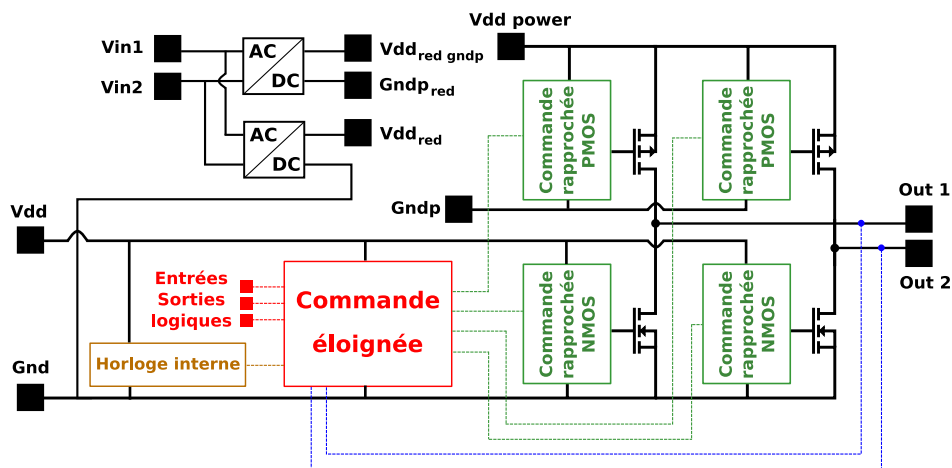 Vdd power
Vin1
AC
DC
Vdd red gndp
Vin2
Gndp red
AC
DC
Vdd red
Commande rapprochée PMOS
Commande rapprochée PMOS
Gndp
Out 1
Out 2
Vdd
Entrées
Sorties
logiques
Commande
éloignée
Commande rapprochée NMOS
Commande rapprochée NMOS
Horloge interne
Gnd